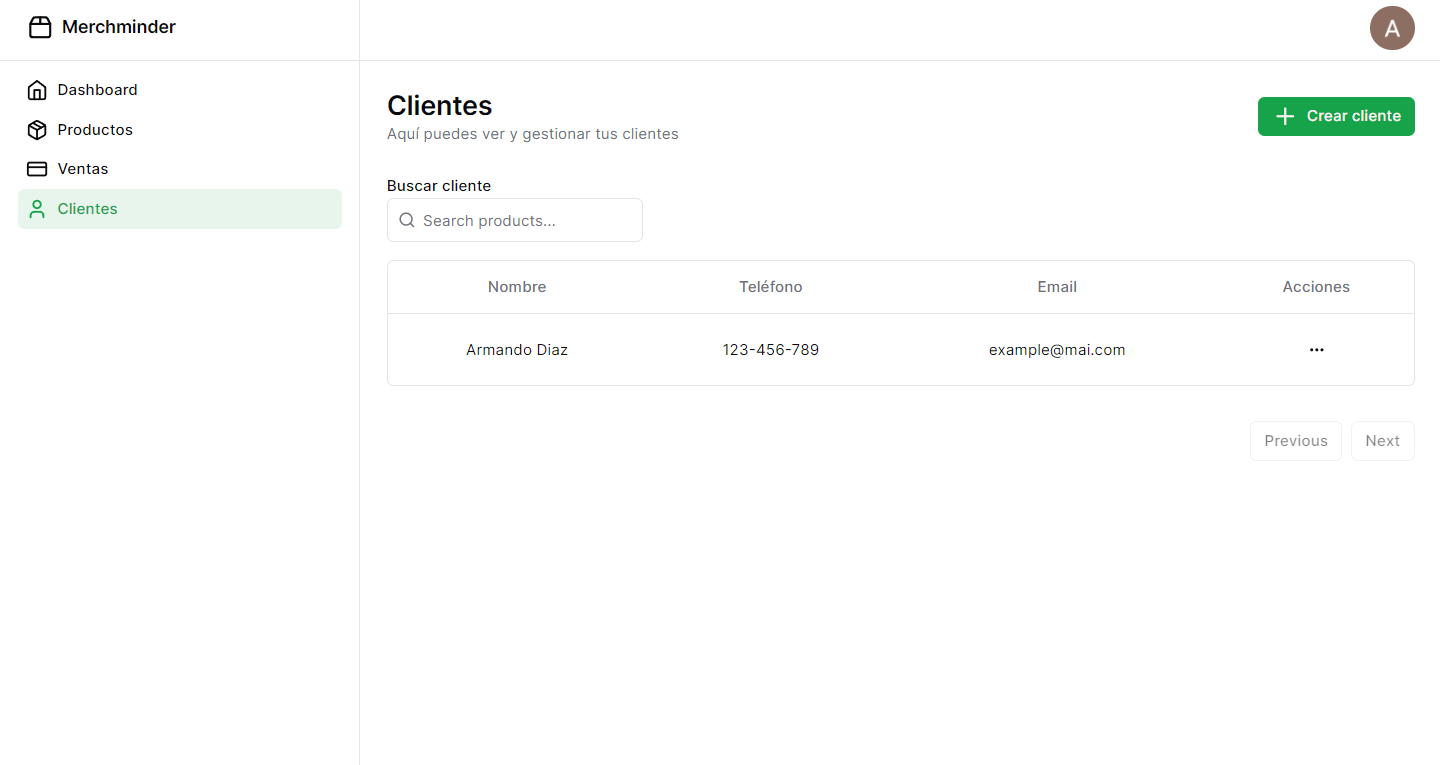 Merchminder
A
Dashboard
Productos
Ventas
Clientes
Clientes
Aquí puedes ver y gestionar tus clientes
Crear cliente
Buscar cliente
Search products...
Nombre Teléfono Email Acciones
Armando Diaz 123-456-789 example@mai.com ...
Previous Next